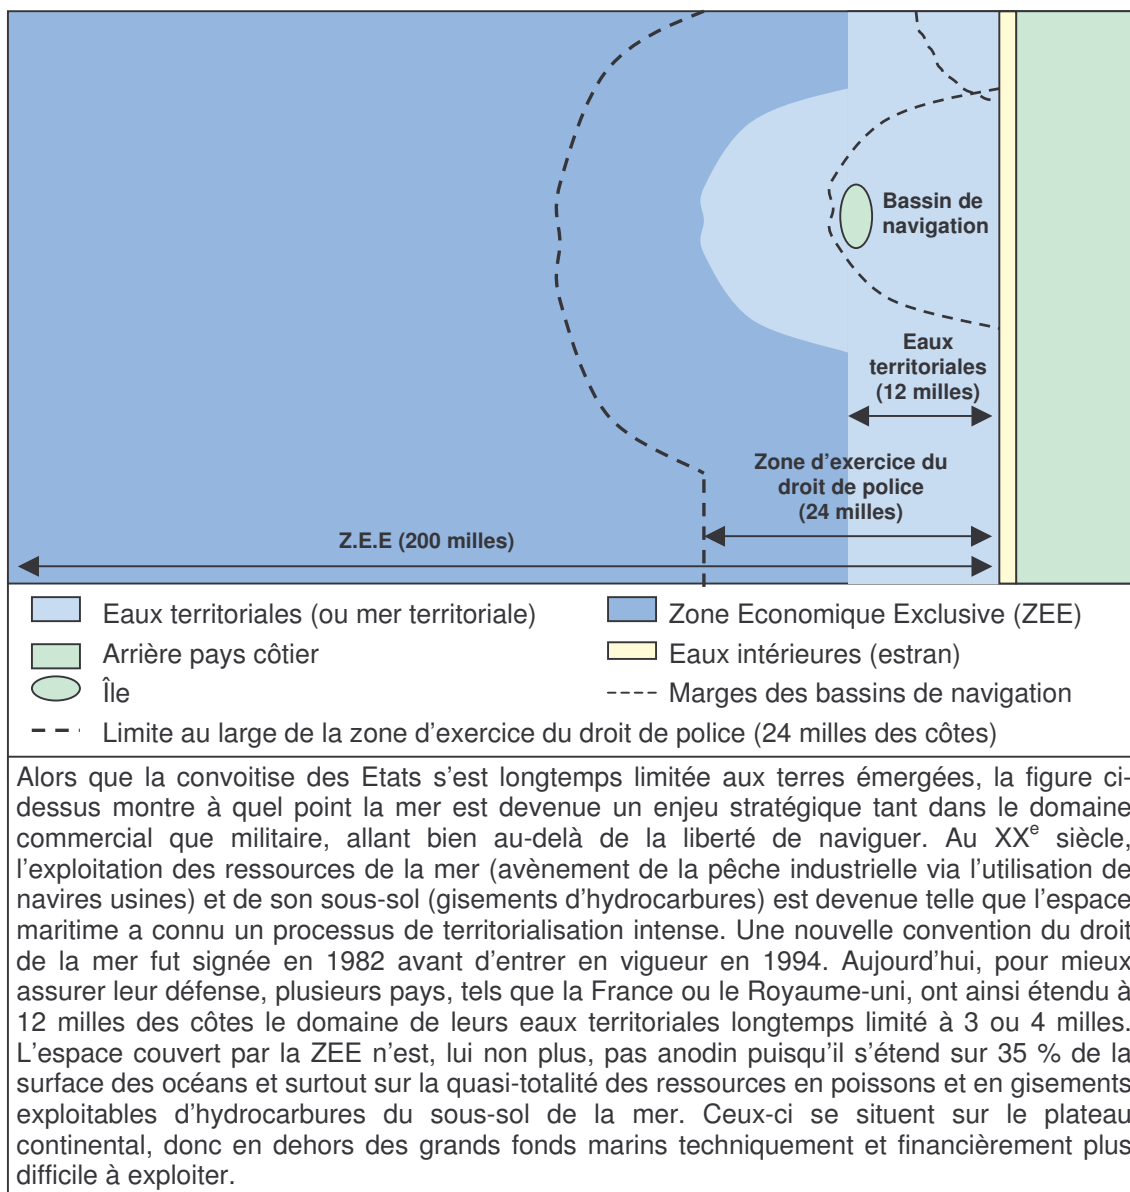 Bassin de
navigation
Eaux
territoriales
(12 milles)
Zone d’exercice du
droit de police
(24 milles)
Z.E.E (200 milles)
Eaux territoriales (ou mer territoriale)
Zone Economique Exclusive (ZEE)
Arrière pays côtier
Eaux intérieures (estran)
Île
Marges des bassins de navigation
Limite au large de la zone d’exercice du droit de police (24 milles des côtes)
Alors que la convoitise des Etats s’est longtemps limitée aux terres émergées, la figure ci-
dessus montre à quel point la mer est devenue un enjeu stratégique tant dans le domaine
commercial que militaire, allant bien au-delà de la liberté de naviguer. Au XXe siècle,
l’exploitation des ressources de la mer (avènement de la pêche industrielle via l’utilisation de
navires usines) et de son sous-sol (gisements d’hydrocarbures) est devenue telle que l’espace
maritime a connu un processus de territorialisation intense. Une nouvelle convention du droit
de la mer fut signée en 1982 avant d’entrer en vigueur en 1994. Aujourd’hui, pour mieux
assurer leur défense, plusieurs pays, tels que la France ou le Royaume-uni, ont ainsi étendu à
12 milles des côtes le domaine de leurs eaux territoriales longtemps limité à 3 ou 4 milles.
L’espace couvert par la ZEE n’est, lui non plus, pas anodin puisqu’il s’étend sur 35 % de la
surface des océans et surtout sur la quasi-totalité des ressources en poissons et en gisements
exploitables d’hydrocarbures du sous-sol de la mer. Ceux-ci se situent sur le plateau
continental, donc en dehors des grands fonds marins techniquement et financièrement plus
difficile à exploiter.